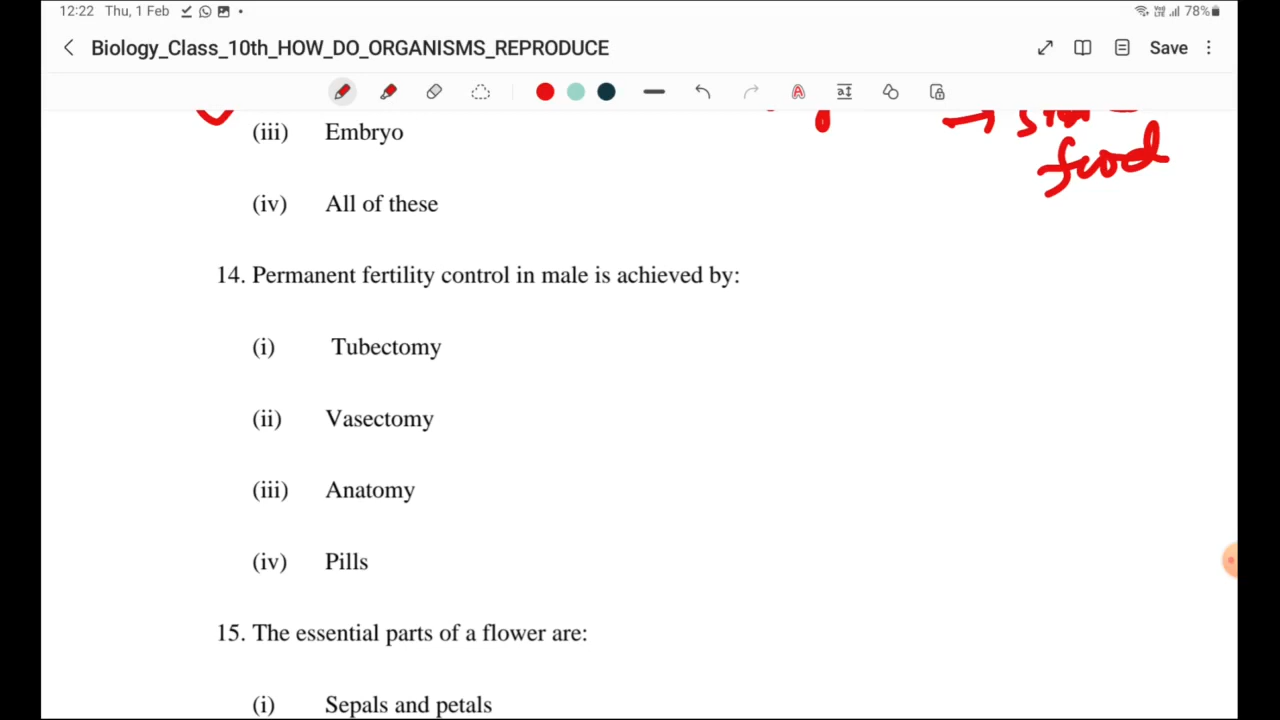 12:22 Thu, 1 Feb
78%
Biology_Class_10th_HOW_DO_ORGANISMS_REPRODUCE
Save
(iii) Embryo
food
(iv) All of these
14. Permanent fertility control in male is achieved by:
(i) Tubectomy
(ii) Vasectomy
(iii) Anatomy
(iv) Pills
15. The essential parts of a flower are:
(i) Sepals and petals